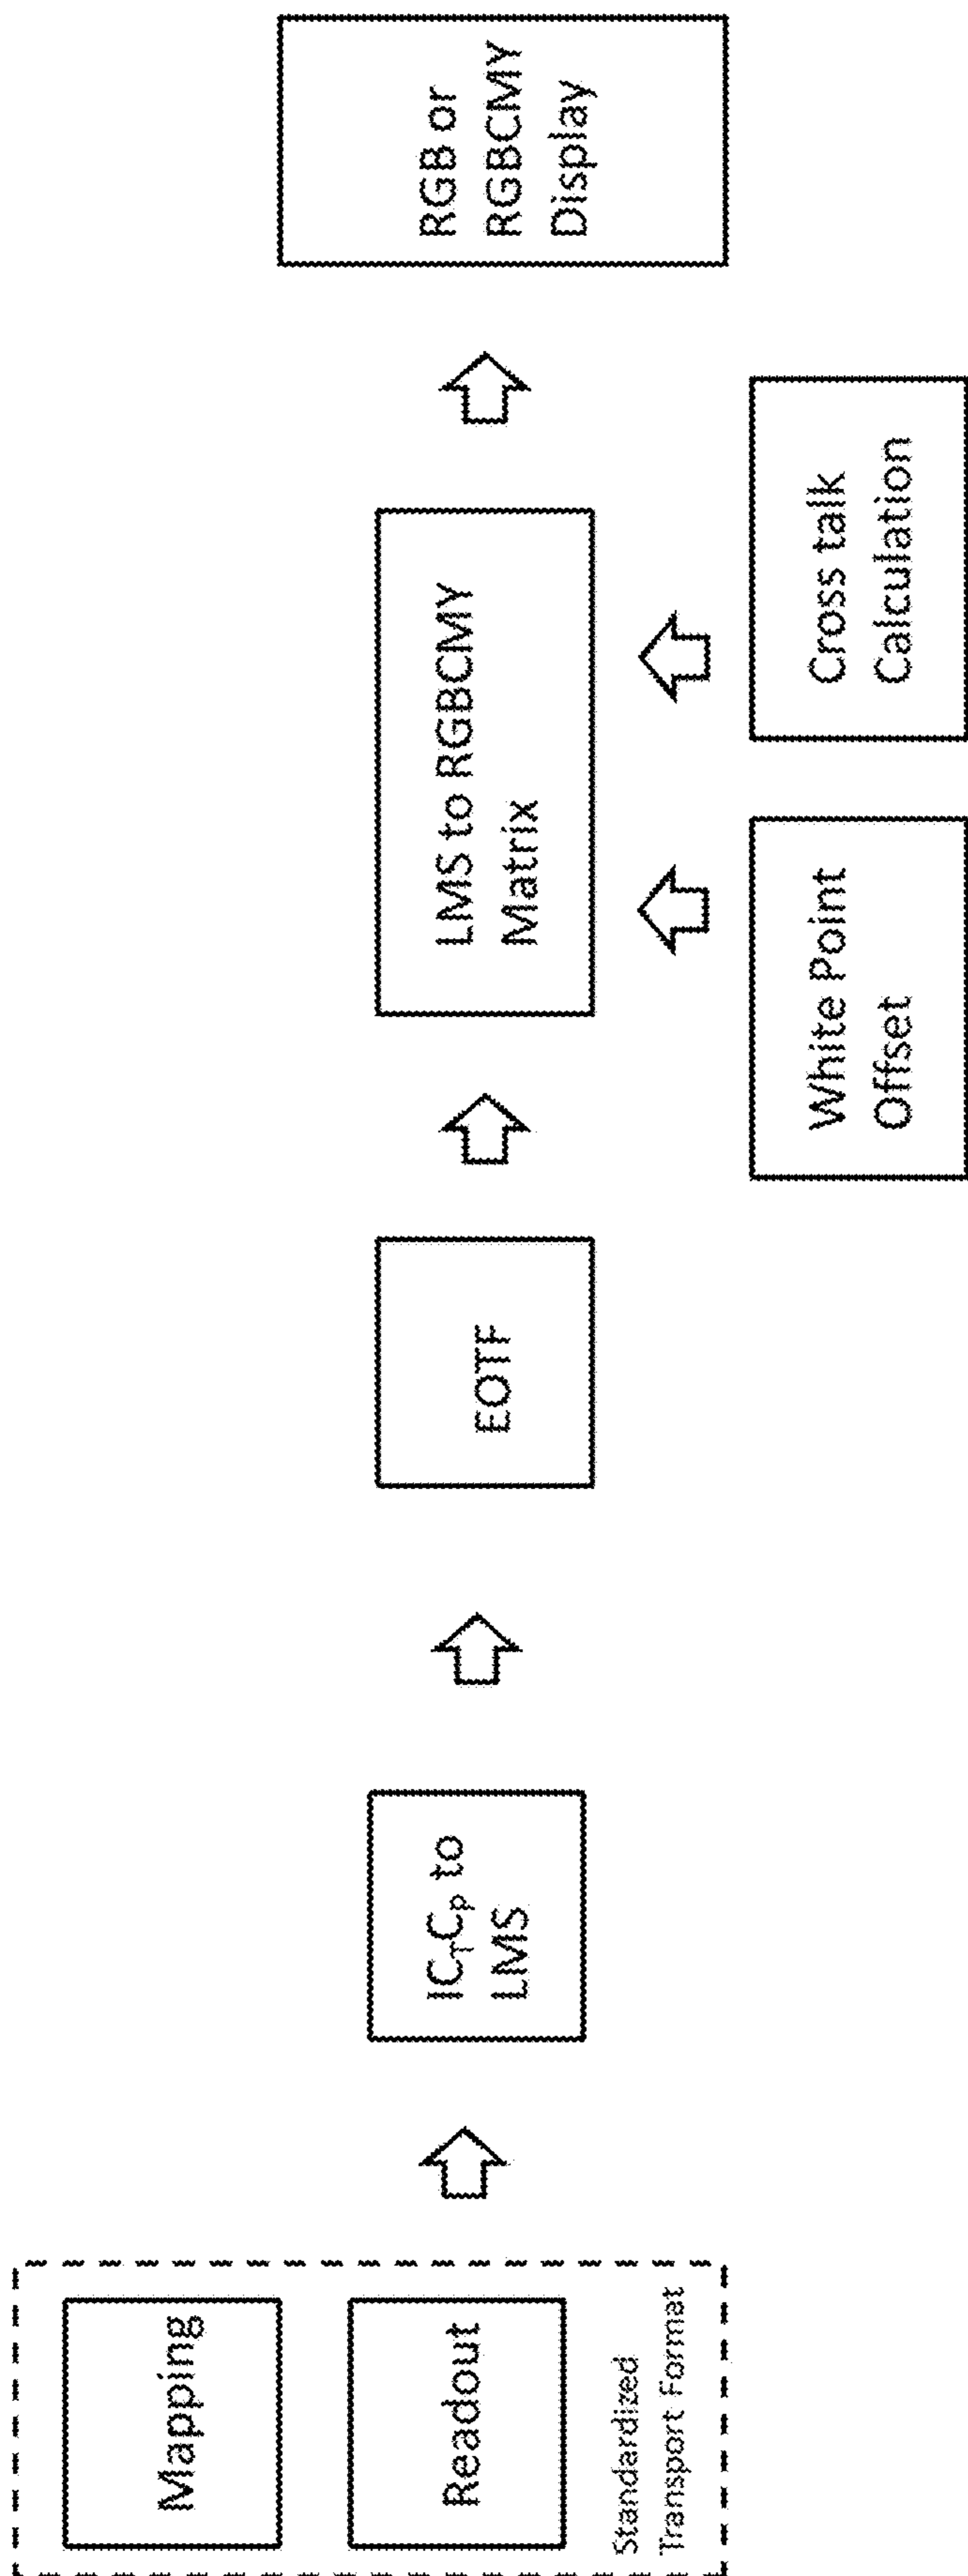 Mapping
Readout
Standardized
Transport Format
IC_TC_P to
LMS
EOTF
LMS to RGBCMY
Matrix
White Point
Offset
Cross talk
Calculation
RGB or
RGBCMY
Display